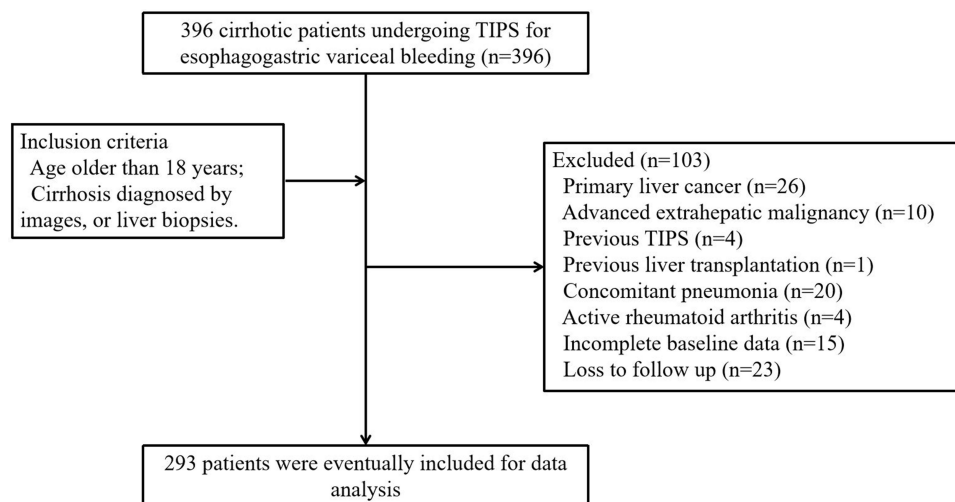 396 cirrhotic patients undergoing TIPS for
esophagogastric variceal bleeding (n=396)
Inclusion criteria
Age older than 18 years;
Cirrhosis diagnosed by
images, or liver biopsies.
Excluded (n=103)
Primary liver cancer (n=26)
Advanced extrahepatic malignancy (n=10)
Previous TIPS (n=4)
Previous liver transplantation (n=1)
Concomitant pneumonia (n=20)
Active rheumatoid arthritis (n=4)
Incomplete baseline data (n=15)
Loss to follow up (n=23)
293 patients were eventually included for data
analysis